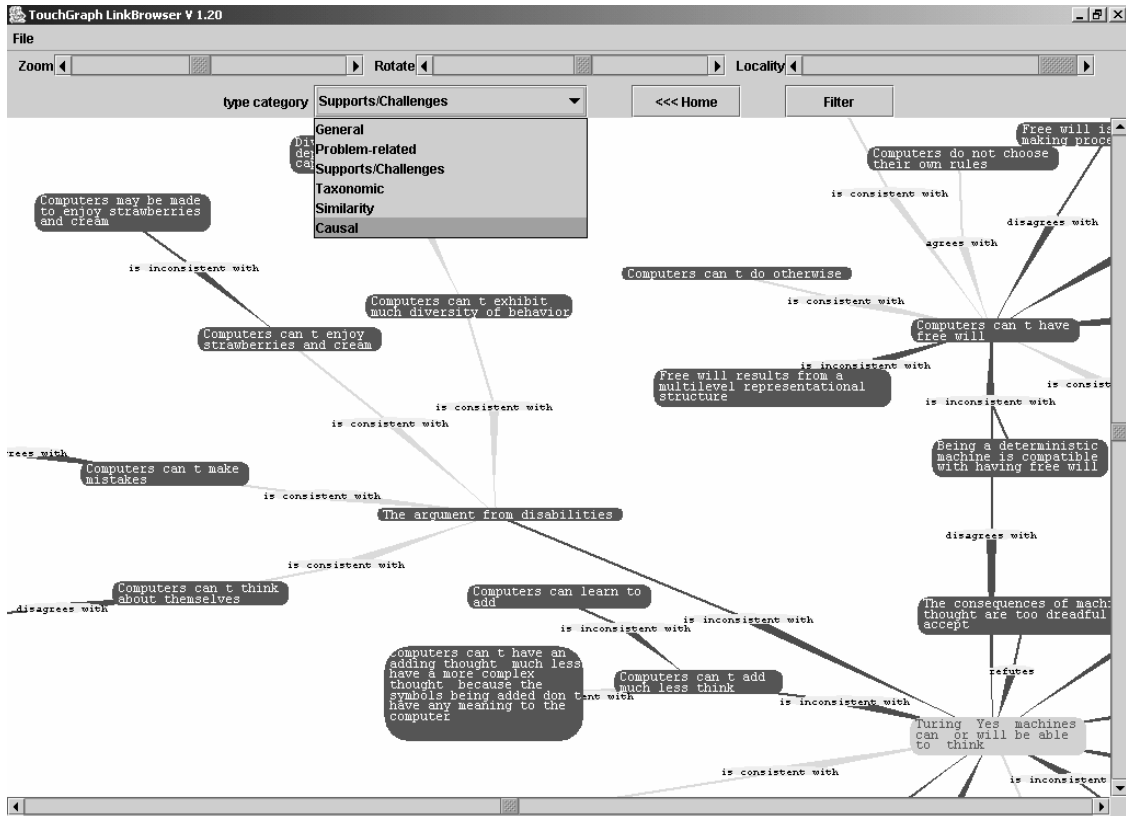 TouchGraph LinkBrowser V 1.20
File
Zoom
Rotate
Locality
type category
Supports/Challenges
<<< Home
Filter
General
Problem-related
Supports/Challenges
Taxonomic
Similarity
Causal
Free will is
making proce
Computers do not choose
their own rules
Computers may be made
to enjoy strawberries
and cream
is consistent with
disagrees with
agrees with
is inconsistent with
Computers can t do otherwise
is consistent with
Computers can t exhibit
much diversity of behavior
Computers can t enjoy
strawberries and cream
Computers can t have
free will
is inconsistent with
Free will results from a
multilevel representational
structure
is consist
is inconsistent with
is consistent with
is consistent with
Being a deterministic
machine is compatible
with having free will
rees with
Computers can t make
mistakes
is consistent with
The argument from disabilities
disagrees with
is consistent with
Computers can t think
about themselves
disagrees with
Computers can learn to
add
The consequences of machi
thought are too dreadful
accept
is inconsistent with
is inconsistent with
Computers can t have an
adding thought much less
have a more complex
thought because the
symbols being added don t
have any meaning to the
computer
Computers can t add
much less think
tent with
refutes
is inconsistent with
Turing Yes machines
can or will be able
to think
is consistent with
is inconsistent